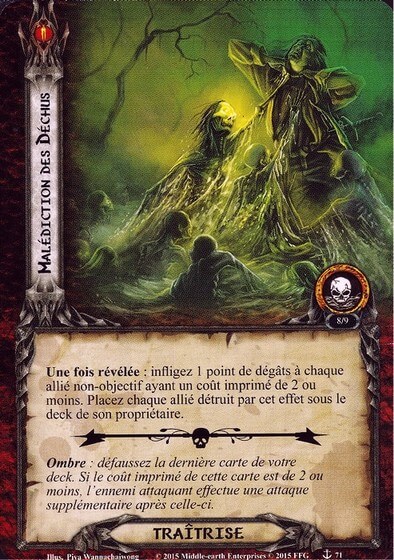 MALÉDICTION DES DÉCHUS
8/9
Une fois révélée : infligez 1 point de dégâts à chaque
allié non-objectif ayant un coût imprimé de 2 ou
moins. Placez chaque allié détruit par cet effet sous le
deck de son propriétaire.
Ombre : défaussez la dernière carte de votre
deck. Si le coût imprimé de cette carte est de 2 ou
moins, l'ennemi attaquant effectue une attaque
supplémentaire après celle-ci.
TRAÎTRISE
Illus. Piya Wannachaiwong © 2015 Middle-earth Enterprises © 2015 FFG 71